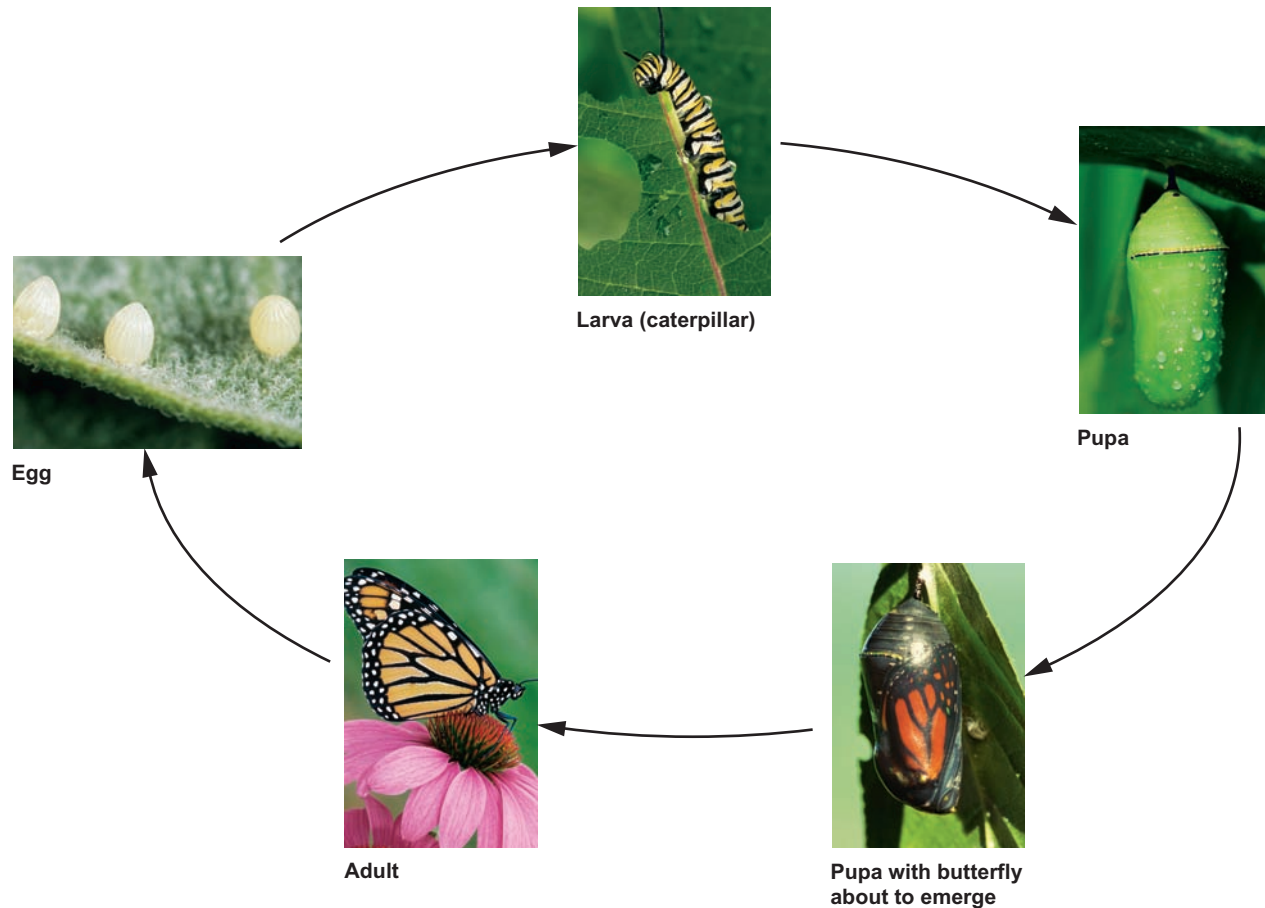 Larva (caterpillar)
Pupa
Egg
Adult
Pupa with butterfly
about to emerge